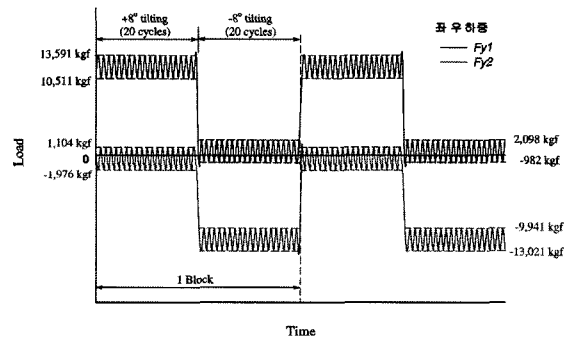 +8° tilting
(20 cycles)
-8° tilting
(20 cycles)
좌 우 하중
Fy1
Fy2
13,591 kgf
10,511 kgf
1,104 kgf
0
-1,976 kgf
2,098 kgf
-982 kgf
-9,941 kgf
-13,021 kgf
Load
1 Block
Time